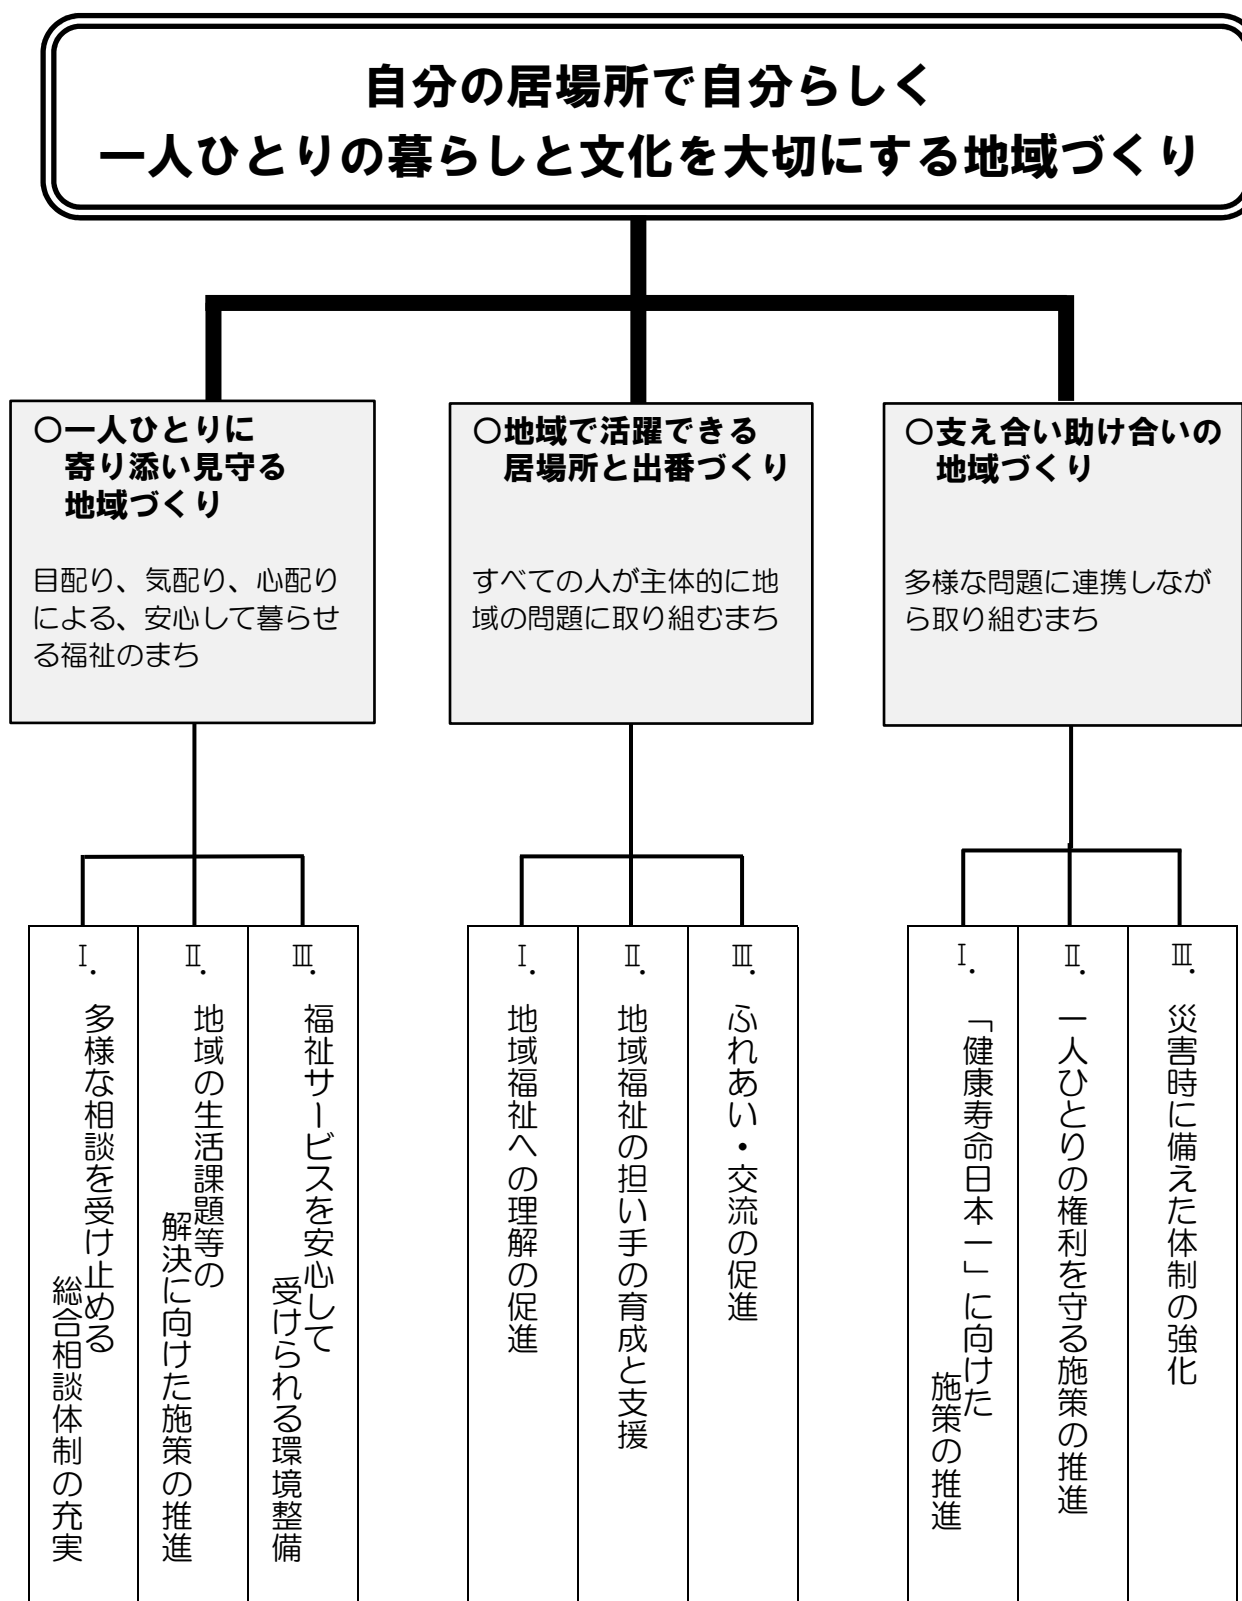 自分の居場所で自分らしく
一人ひとりの暮らしと文化を大切にする地域づくり
○一人ひとりに
寄り添い見守る
地域づくり
目配り、気配り、心配り
による、安心して暮らせ
る福祉のまち
○地域で活躍できる
居場所と出番づくり
すべての人が主体的に地
域の問題に取り組むまち
○支え合い助け合いの
地域づくり
多様な問題に連携しなが
ら取り組むまち
Ⅰ.
多様な相談を受け止める
総合相談体制の充実
Ⅱ.
地域の生活課題等の
解決に向けた施策の推進
Ⅲ.
福祉サービスを安心して
受けられる環境整備
Ⅰ.
地域福祉への理解の促進
Ⅱ.
地域福祉の担い手の育成と支援
Ⅲ.
ふれあい・交流の促進
Ⅰ.
「健康寿命日本一」に向けた
施策の推進
Ⅱ.
一人ひとりの権利を守る施策の推進
Ⅲ.
災害時に備えた体制の強化